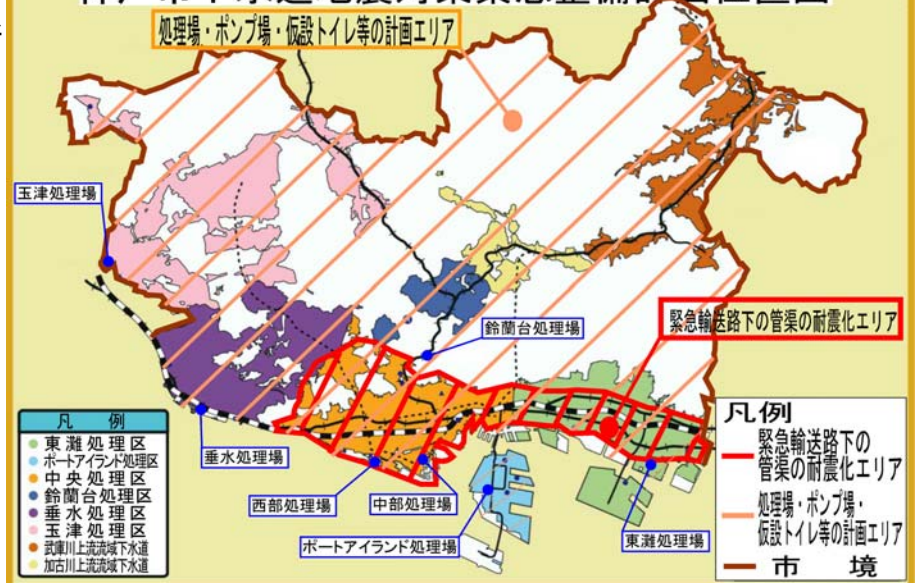 処理場・ポンプ場・仮設トイレ等の計画エリア
玉津処理場
緊急輸送路下の管渠の耐震化エリア
鈴蘭台処理場
垂水処理場
西部処理場
中部処理場
ポートアイランド処理場
東灘処理場
凡 例
東灘処理区
ポートアイランド処理区
中央処理区
鈴蘭台処理区
垂水処理区
玉津処理区
武庫川上流流域下水道
加古川上流流域下水道
凡例
緊急輸送路下の
管渠の耐震化エリア
処理場・ポンプ場・
仮設トイレ等の計画エリア
市 境